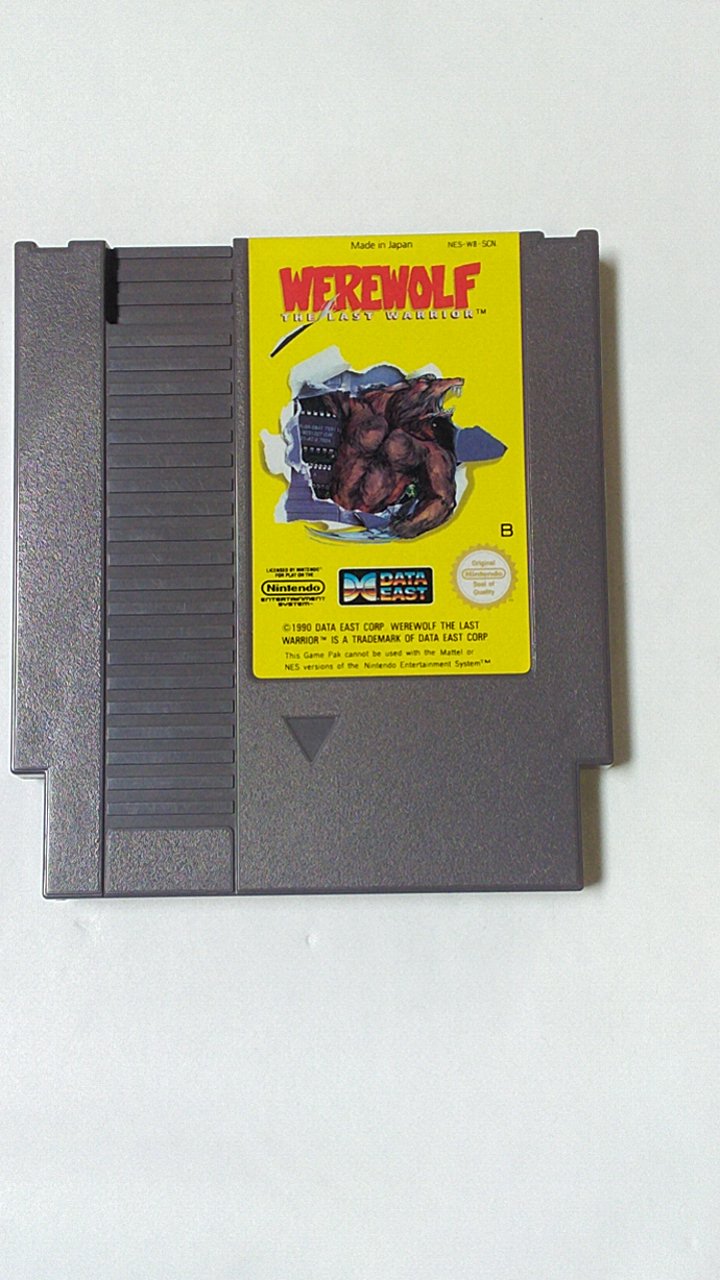 Made in Japan NES-WB-SCN
WEREWOLF
THE LAST WARRIOR™
B
LICENSED BY NINTENDO®
FOR PLAY ON THE
Nintendo®
ENTERTAINMENT
SYSTEM™
DATA
EAST
Original
Nintendo
Seal of
Quality
©1990 DATA EAST CORP. WEREWOLF THE LAST
WARRIOR™ IS A TRADEMARK OF DATA EAST CORP
This Game Pak cannot be used with the Mattel or
NES versions of the Nintendo Entertainment System™